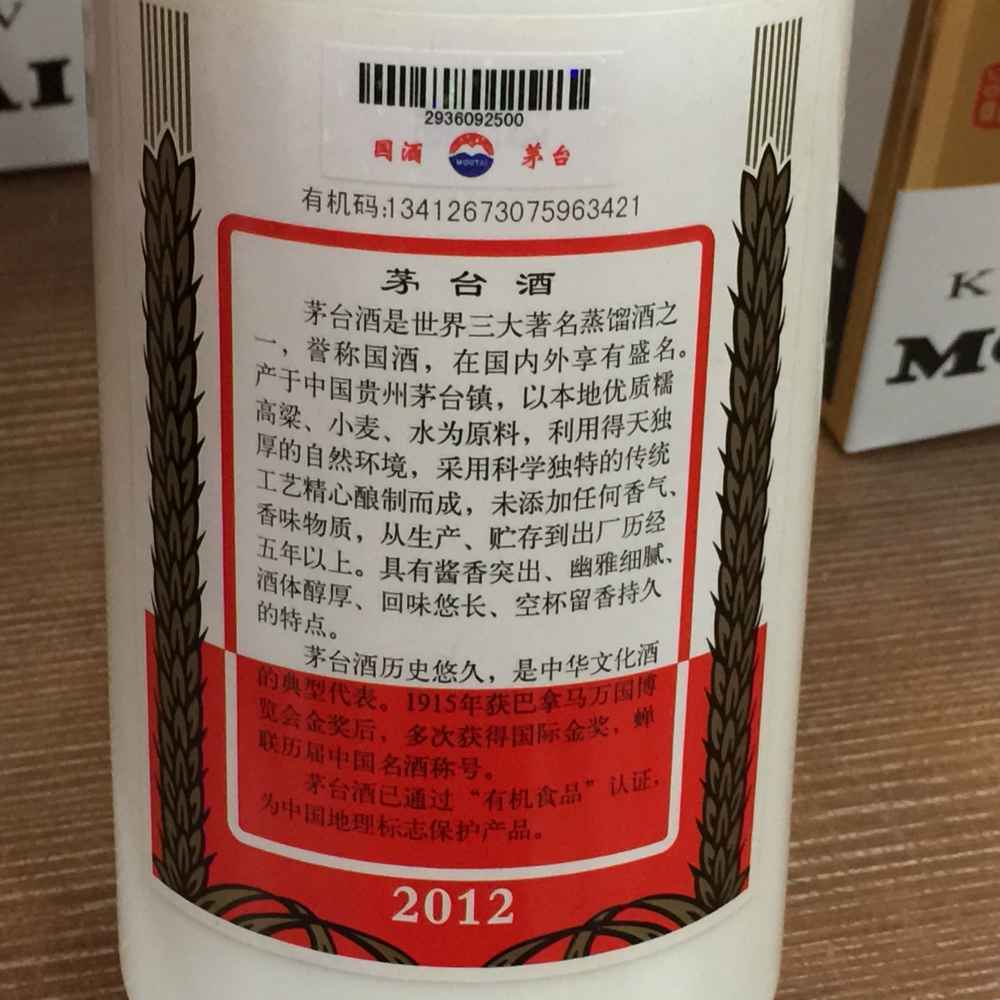 2936092500
国酒 MOUTAI 茅台
有机码:13412673075963421
茅台酒
茅台酒是世界三大著名蒸馏酒之
一，誉称国酒，在国内外享有盛名。
产于中国贵州茅台镇，以本地优质糯
高粱、小麦、水为原料，利用得天独
厚的自然环境，采用科学独特的传统
工艺精心酿制而成，未添加任何香气、
香味物质，从生产、贮存到出厂历经
五年以上。具有酱香突出、幽雅细腻、
酒体醇厚、回味悠长、空杯留香持久
的特点。
茅台酒历史悠久，是中华文化酒
的典型代表。1915年获巴拿马万国博
览会金奖后，多次获得国际金奖，蝉
联历届中国名酒称号。
茅台酒已通过“有机食品”认证，
为中国地理标志保护产品。
2012
V
AI
K
MO